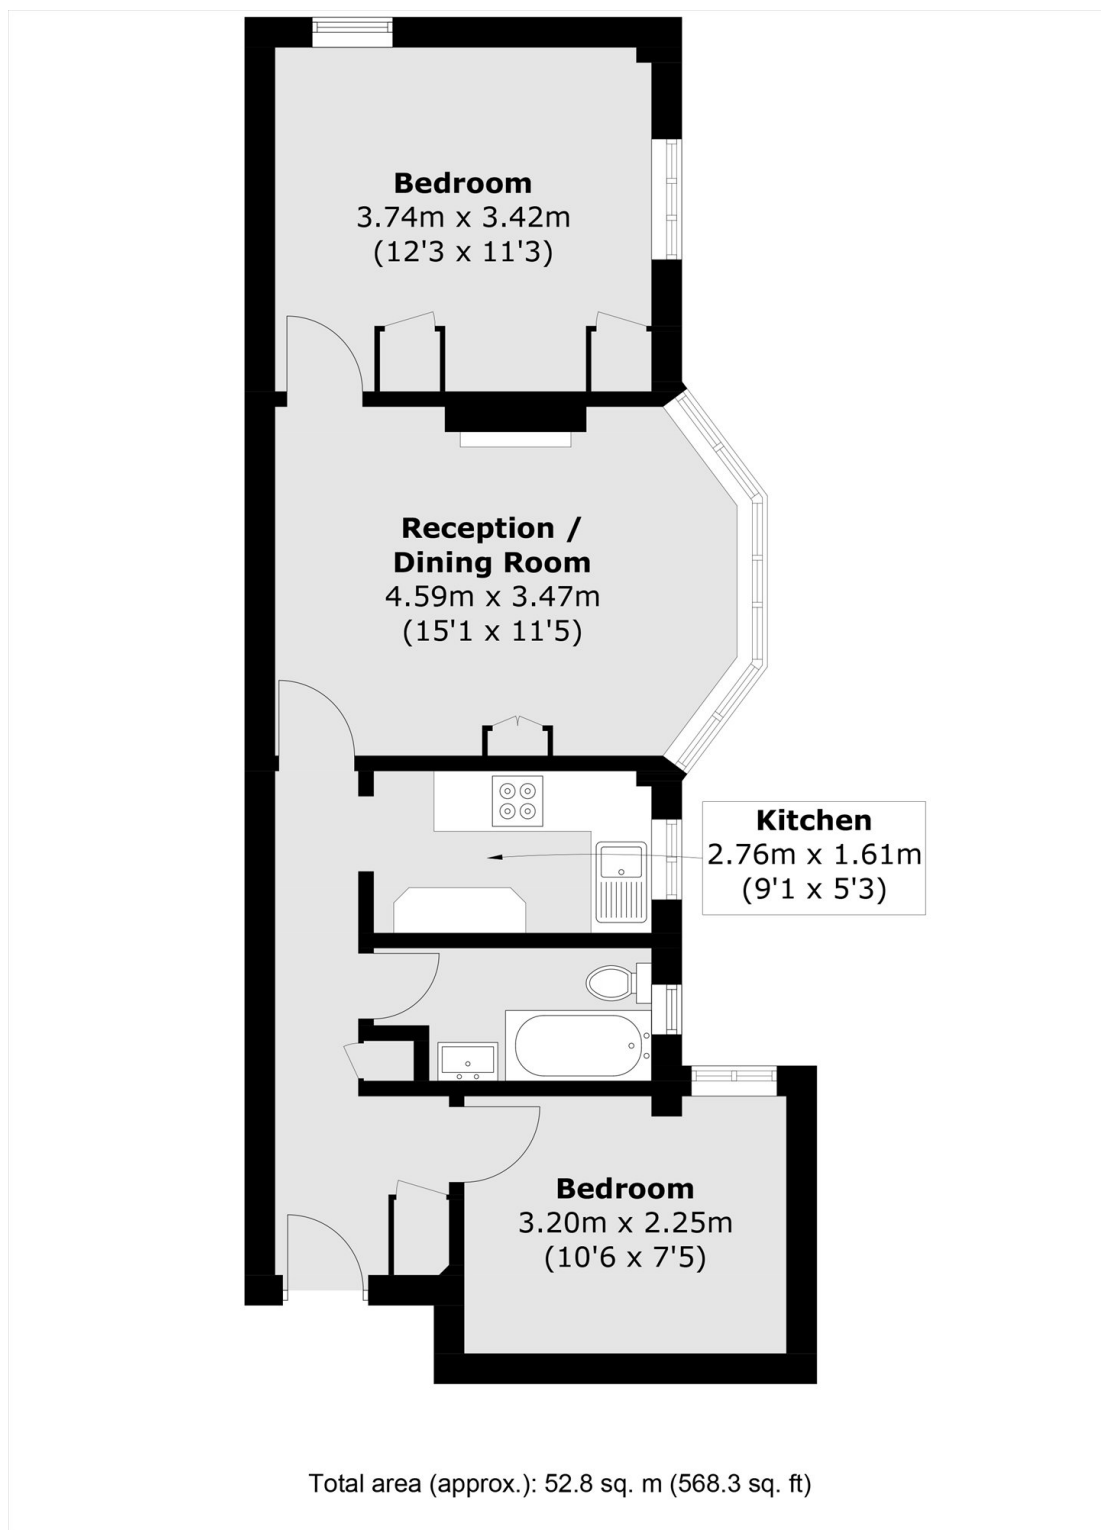 Bedroom
3.74m x 3.42m
(12'3 x 11'3)
Reception /
Dining Room
4.59m x 3.47m
(15'1 x 11'5)
Kitchen
2.76m x 1.61m
(9'1 x 5'3)
Bedroom
3.20m x 2.25m
(10'6 x 7'5)
Total area (approx.): 52.8 sq. m (568.3 sq. ft)